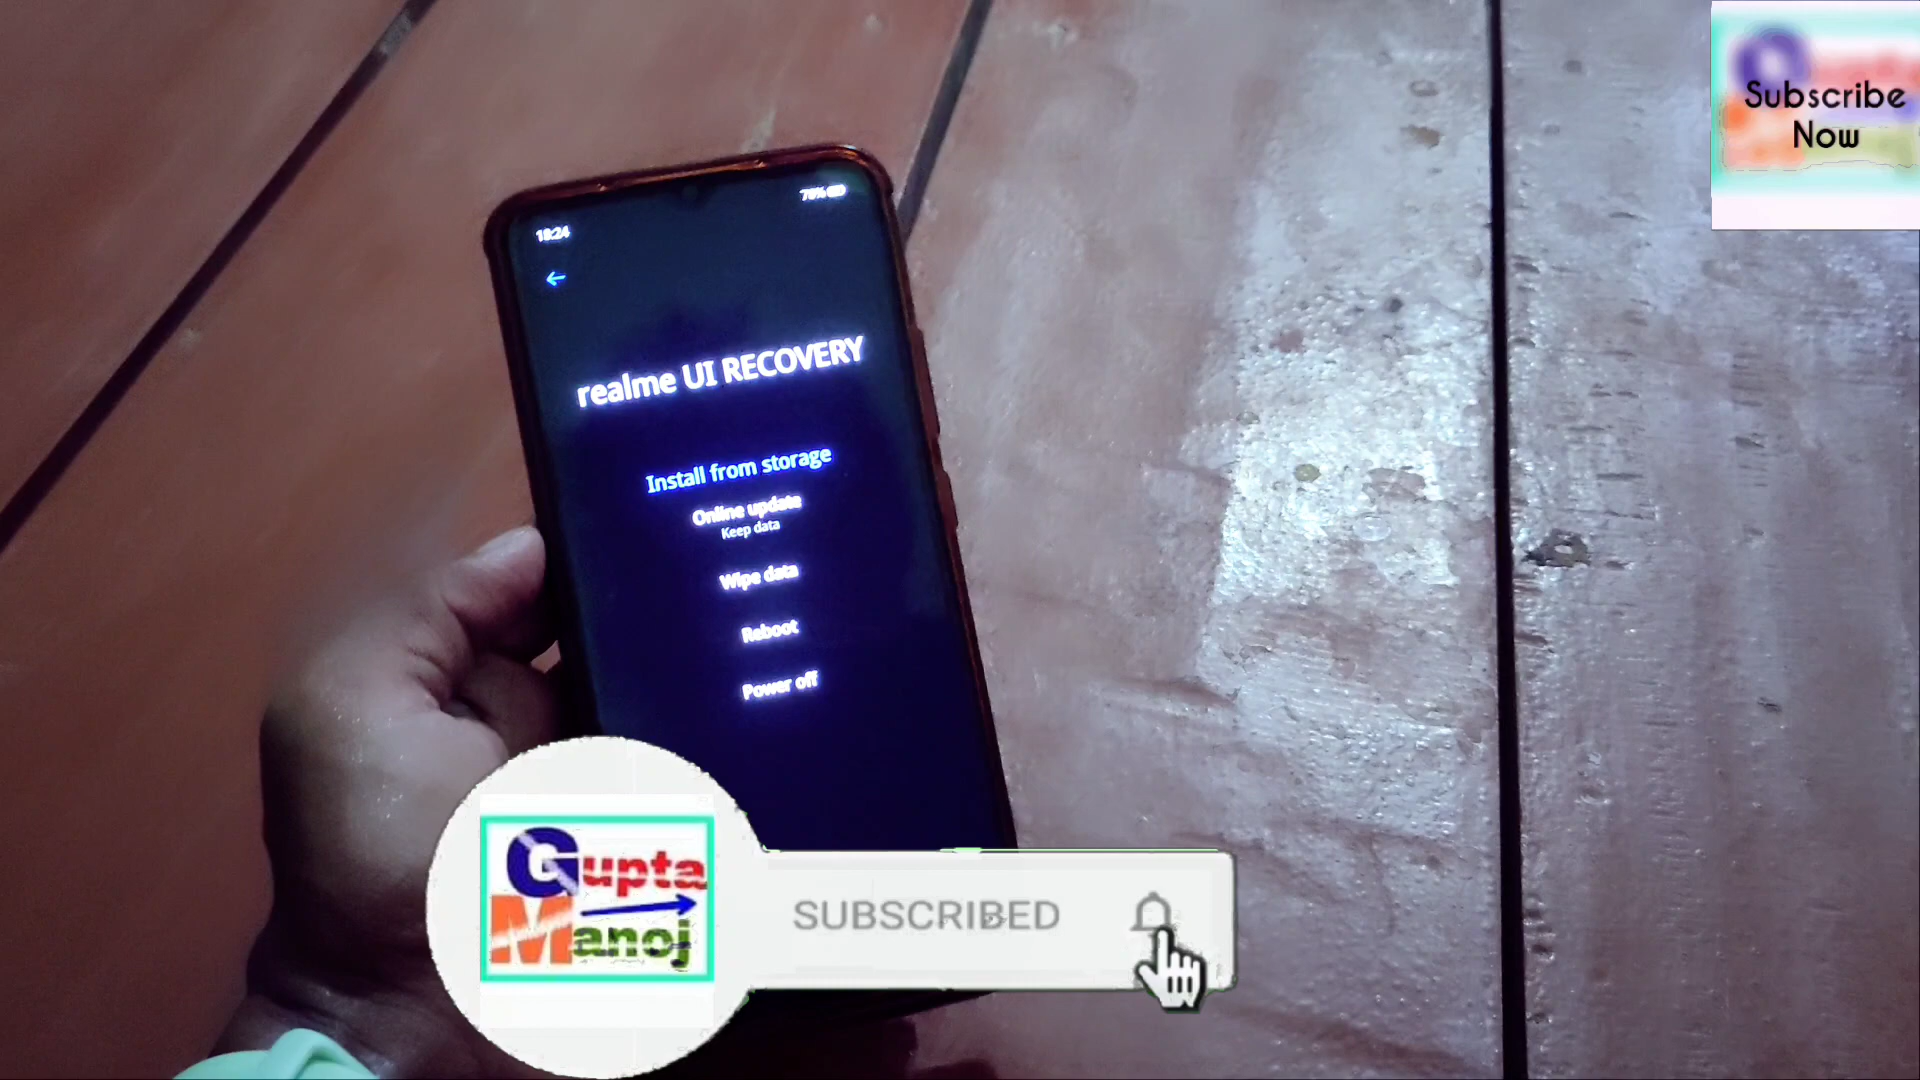 Subscribe
Now
18:24
realme UI RECOVERY
Install from storage
Online update
Keep data
Wipe data
Reboot
Power off
Gupta
Manoj
SUBSCRIBED